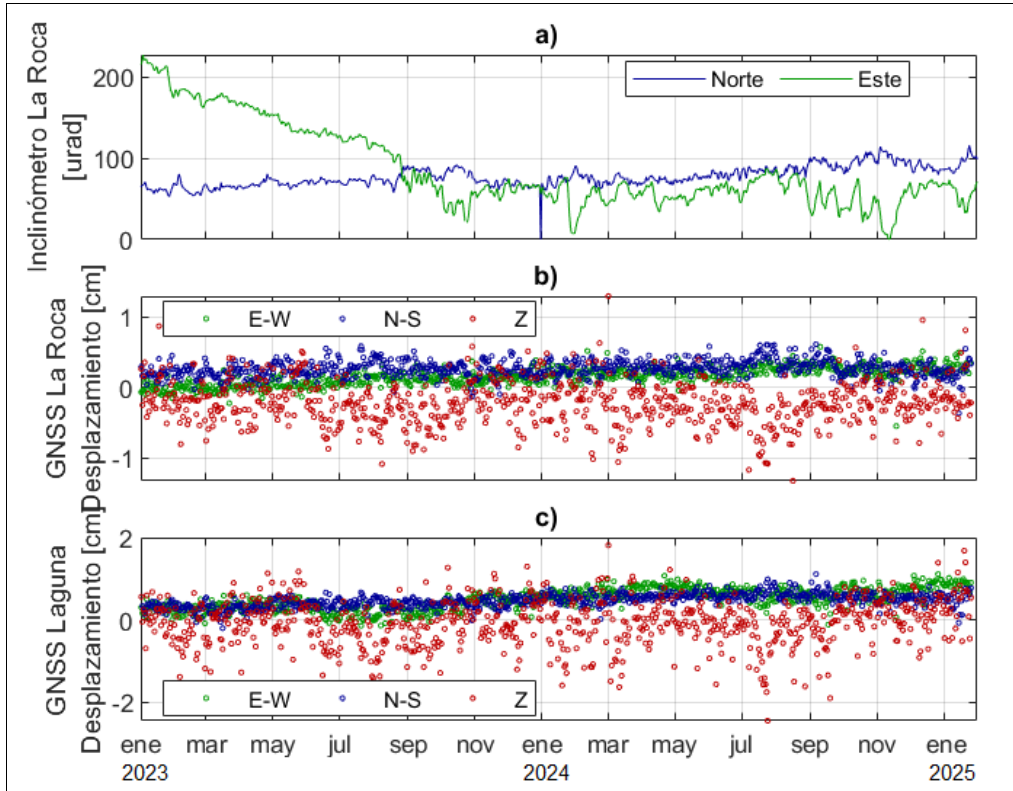 a)
Inclinómetro La Roca
[urad]
200
100
0
Norte Este
b)
GNSS La Roca
Desplazamiento [cm]
1
0
-1
E-W N-S Z
c)
GNSS Laguna
Desplazamiento [cm]
2
0
-2
E-W N-S Z
ene mar may jul sep nov ene mar may jul sep nov ene
2023 2024 2025